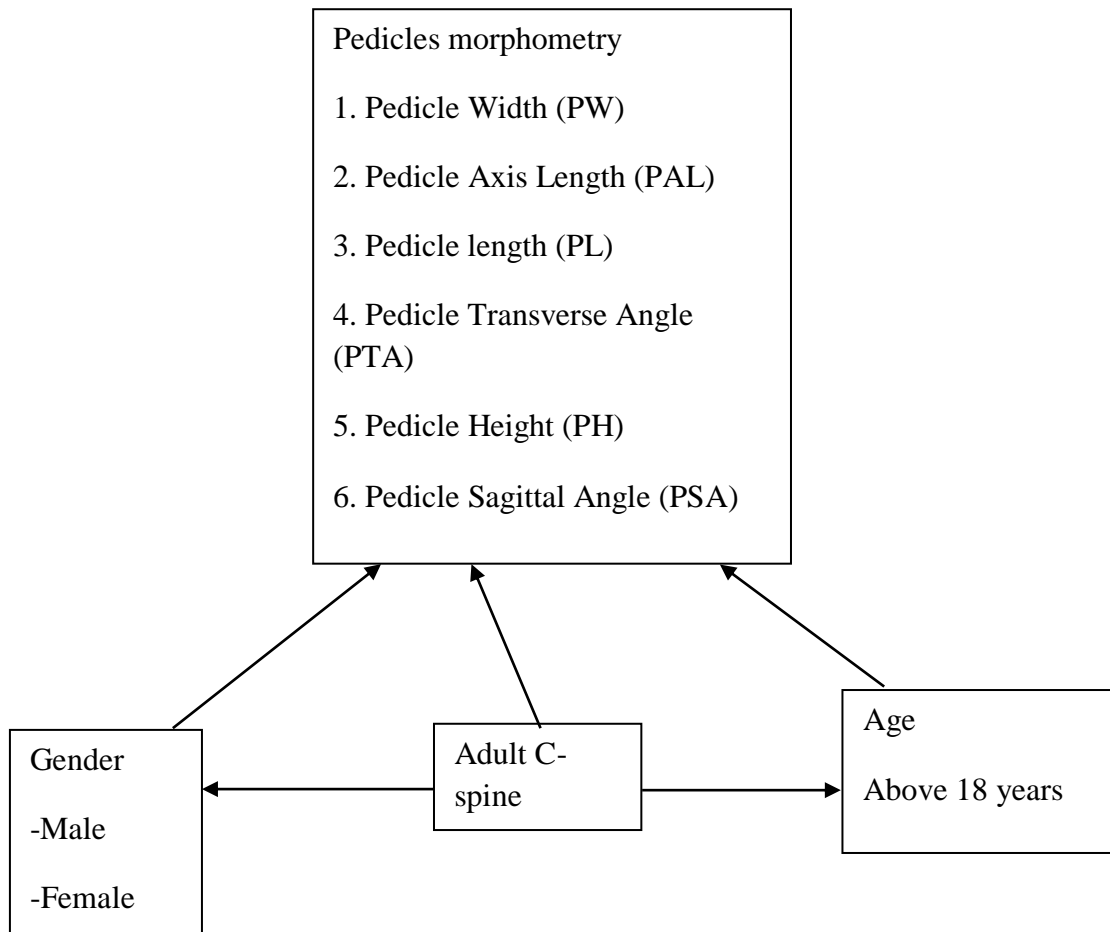 Pedicles morphometry
1. Pedicle Width (PW)
2. Pedicle Axis Length (PAL)
3. Pedicle length (PL)
4. Pedicle Transverse Angle
(PTA)
5. Pedicle Height (PH)
6. Pedicle Sagittal Angle (PSA)
Gender
-Male
-Female
Adult C-
spine
Age
Above 18 years